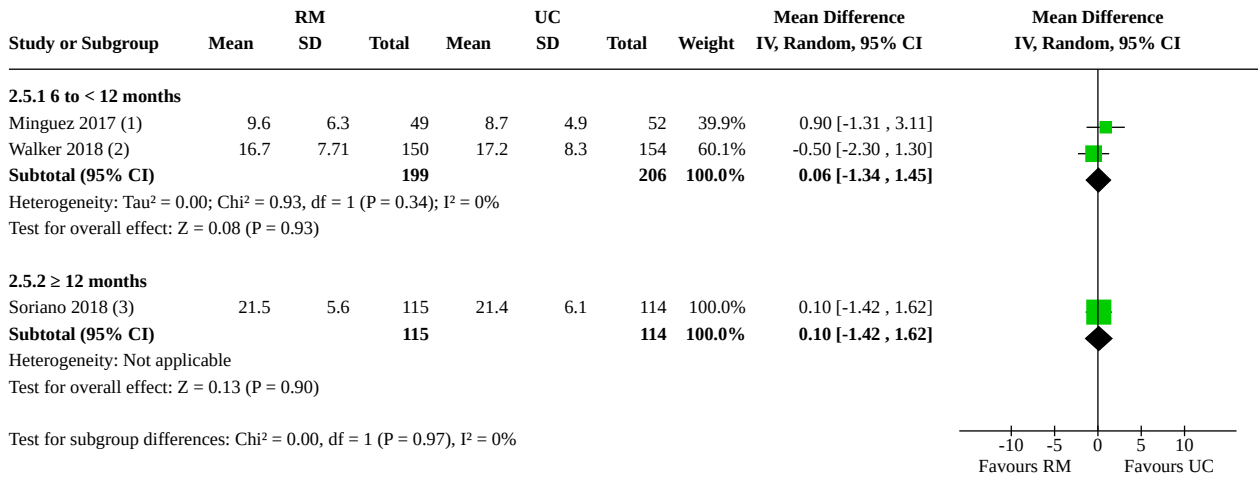 RM UC Mean Difference Mean Difference
Study or Subgroup Mean SD Total Mean SD Total Weight IV, Random, 95% CI IV, Random, 95% CI
2.5.1 6 to < 12 months
Minguez 2017 (1) 9.6 6.3 49 8.7 4.9 52 39.9% 0.90 [-1.31 , 3.11]
Walker 2018 (2) 16.7 7.71 150 17.2 8.3 154 60.1% -0.50 [-2.30 , 1.30]
Subtotal (95% CI) 199 206 100.0% 0.06 [-1.34 , 1.45]
Heterogeneity: Tau² = 0.00; Chi² = 0.93, df = 1 (P = 0.34); I² = 0%
Test for overall effect: Z = 0.08 (P = 0.93)
2.5.2 ≥ 12 months
Soriano 2018 (3) 21.5 5.6 115 21.4 6.1 114 100.0% 0.10 [-1.42 , 1.62]
Subtotal (95% CI) 115 114 100.0% 0.10 [-1.42 , 1.62]
Heterogeneity: Not applicable
Test for overall effect: Z = 0.13 (P = 0.90)
Test for subgroup differences: Chi² = 0.00, df = 1 (P = 0.97), I² = 0%
-10 -5 0 5 10
Favours RM Favours UC